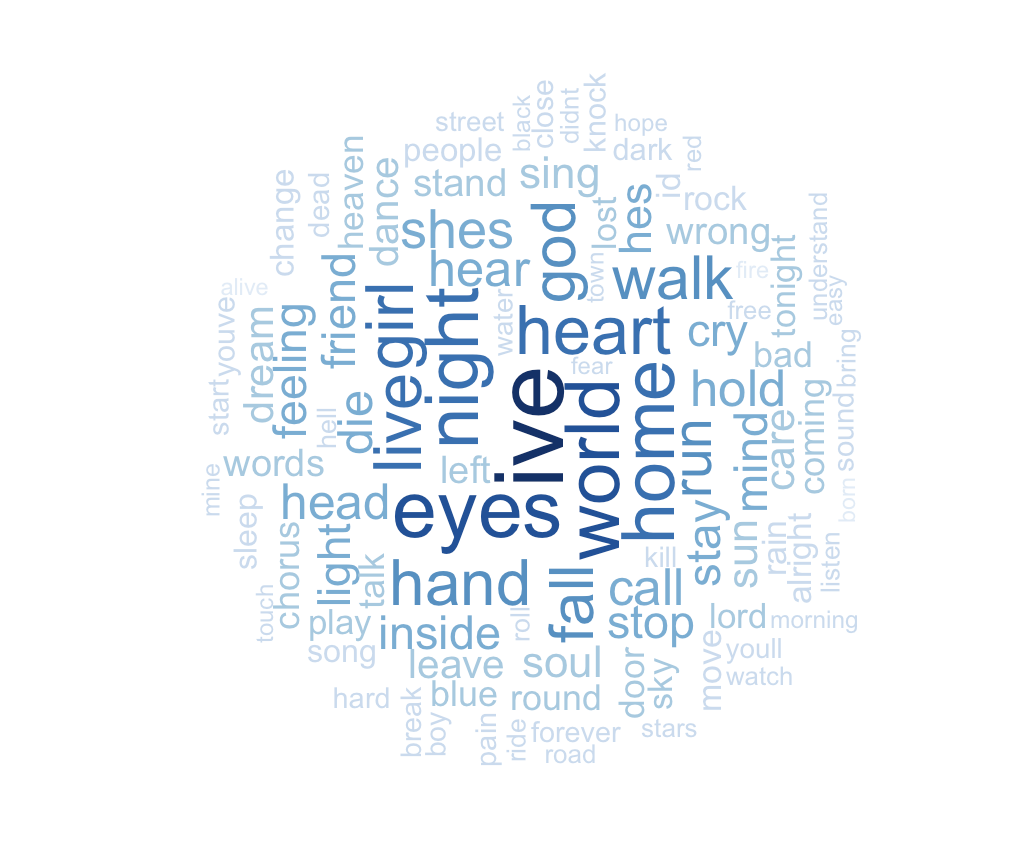 street
black
close
didnt
knock
hope
people
dark
red
change
dead
heaven
dance
stand
sing
id
rock
shes
hear
god
lost
hes
wrong
understand
alive
youve
friend
girl
night
water
town
walk
fire
tonight
easy
free
dream
feeling
heart
cry
bad
fear
bring
start
hell
die
live
ive
world
home
hold
run
mind
care
coming
sound
words
left
mine
head
eyes
stay
sun
born
sleep
chorus
light
talk
hand
fall
kill
call
rain
alright
listen
touch
play
inside
roll
stop
lord
morning
song
leave
soul
door
sky
move
youll
watch
hard
blue
round
break
boy
pain
ride
forever
stars
road